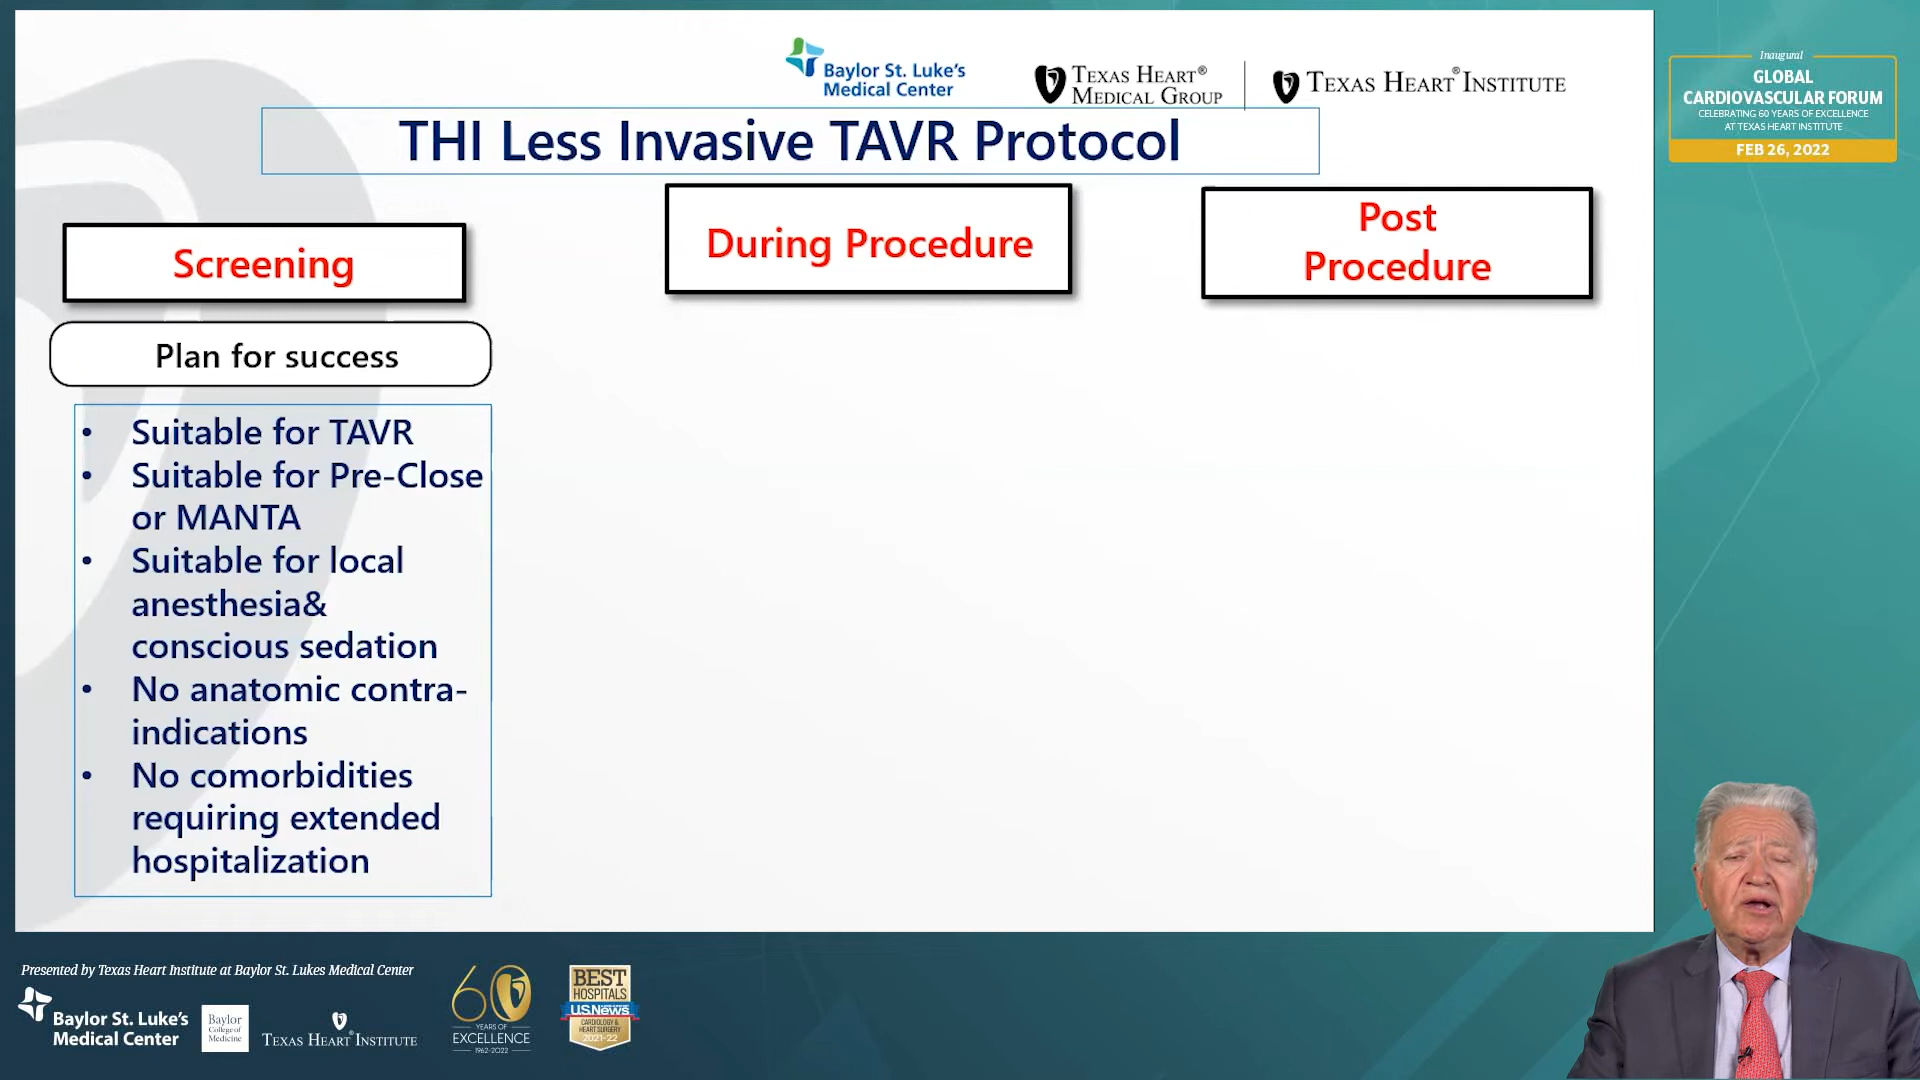 Baylor St. Luke's
Medical Center
TEXAS HEART®
MEDICAL GROUP
TEXAS HEART® INSTITUTE
THI Less Invasive TAVR Protocol
Screening
During Procedure
Post
Procedure
Plan for success
• Suitable for TAVR
• Suitable for Pre-Close
or MANTA
• Suitable for local
anesthesia&
conscious sedation
• No anatomic contra-
indications
• No comorbidities
requiring extended
hospitalization
Inaugural
GLOBAL
CARDIOVASCULAR FORUM
CELEBRATING 60 YEARS OF EXCELLENCE
AT TEXAS HEART INSTITUTE
FEB 26, 2022
Presented by Texas Heart Institute at Baylor St. Lukes Medical Center
Baylor St. Luke's
Medical Center
Baylor
College of
Medicine
TEXAS HEART® INSTITUTE
60
YEARS OF
EXCELLENCE
1962-2022
BEST
HOSPITALS
U.S.News
CARDIOLOGY &
HEART SURGERY
2021-22